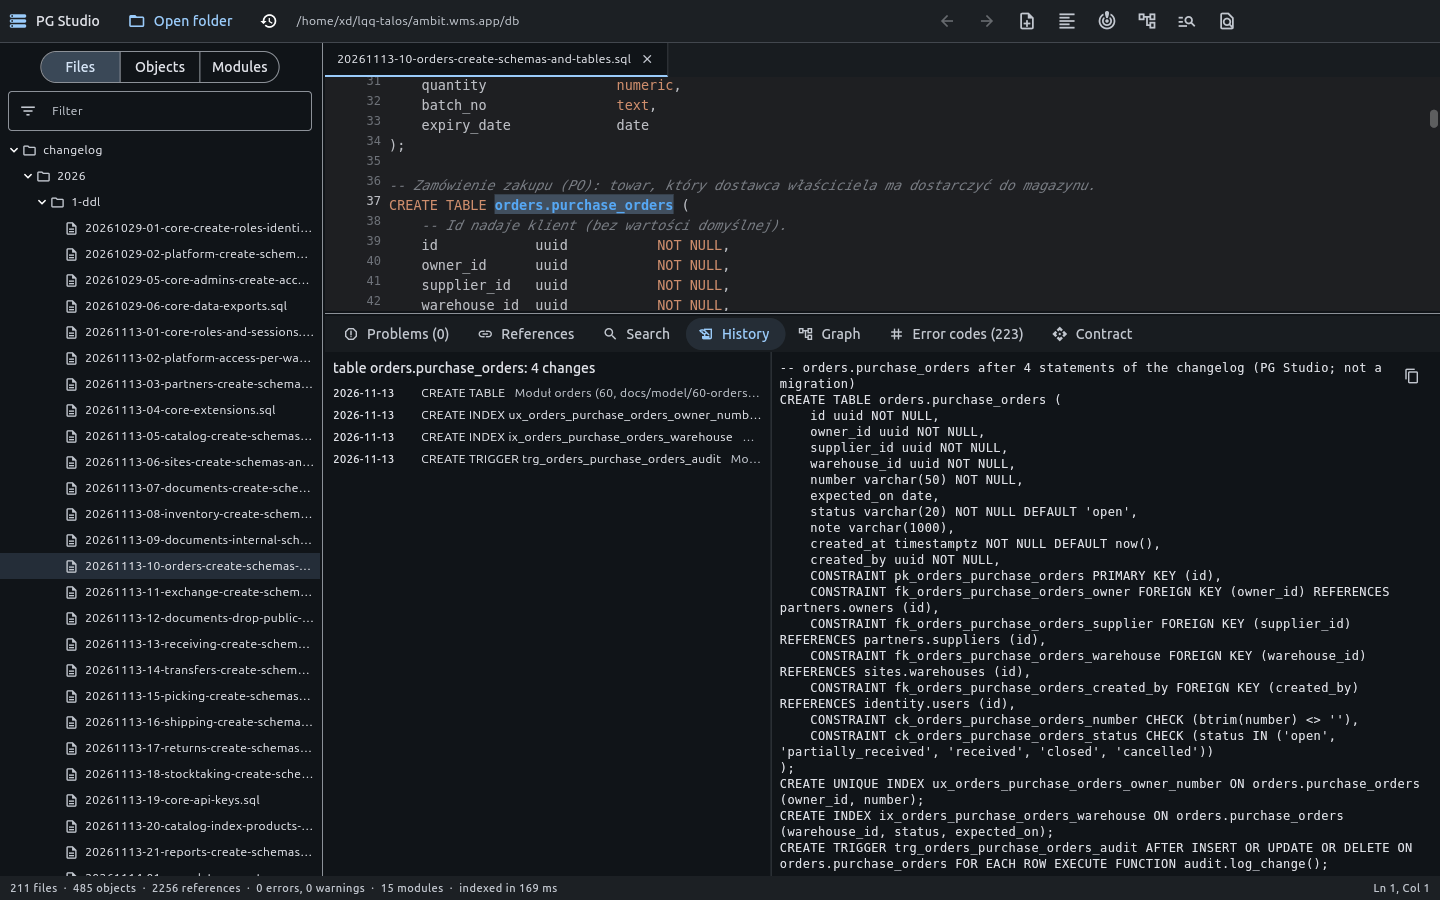 PG Studio
Open folder
/home/xd/lqq-talos/ambit.wms.app/db
Files
Objects
Modules
Filter
changelog
2026
1-ddl
20261029-01-core-create-roles-identi...
20261029-02-platform-create-schem...
20261029-05-core-admins-create-acc...
20261029-06-core-data-exports.sql
20261113-01-core-roles-and-sessions....
20261113-02-platform-access-per-wa...
20261113-03-partners-create-schema...
20261113-04-core-extensions.sql
20261113-05-catalog-create-schemas...
20261113-06-sites-create-schemas-an...
20261113-07-documents-create-sche...
20261113-08-inventory-create-schem...
20261113-09-documents-internal-sch...
20261113-10-orders-create-schemas-...
20261113-11-exchange-create-schem...
20261113-12-documents-drop-public-...
20261113-13-receiving-create-schem...
20261113-14-transfers-create-schem...
20261113-15-picking-create-schemas...
20261113-16-shipping-create-schema...
20261113-17-returns-create-schemas...
20261113-18-stocktaking-create-sche...
20261113-19-core-api-keys.sql
20261113-20-catalog-index-products-...
20261113-21-reports-create-schemas...
20261113-10-orders-create-schemas-and-tables.sql
31 quantity numeric,
32 batch_no text,
33 expiry_date date
34 );
35
36 -- Zamówienie zakupu (PO): towar, który dostawca właściciela ma dostarczyć do magazynu.
37 CREATE TABLE orders.purchase_orders (
38 -- Id nadaje klient (bez wartości domyślnej).
39 id uuid NOT NULL,
40 owner_id uuid NOT NULL,
41 supplier_id uuid NOT NULL,
42 warehouse_id uuid NOT NULL,
Problems (0)
References
Search
History
Graph
Error codes (223)
Contract
table orders.purchase_orders: 4 changes
2026-11-13 CREATE TABLE Moduł orders (60, docs/model/60-orders...
2026-11-13 CREATE INDEX ux_orders_purchase_orders_owner_numb...
2026-11-13 CREATE INDEX ix_orders_purchase_orders_warehouse ...
2026-11-13 CREATE TRIGGER trg_orders_purchase_orders_audit Mo...
-- orders.purchase_orders after 4 statements of the changelog (PG Studio; not a
migration)
CREATE TABLE orders.purchase_orders (
id uuid NOT NULL,
owner_id uuid NOT NULL,
supplier_id uuid NOT NULL,
warehouse_id uuid NOT NULL,
number varchar(50) NOT NULL,
expected_on date,
status varchar(20) NOT NULL DEFAULT 'open',
note varchar(1000),
created_at timestamptz NOT NULL DEFAULT now(),
created_by uuid NOT NULL,
CONSTRAINT pk_orders_purchase_orders PRIMARY KEY (id),
CONSTRAINT fk_orders_purchase_orders_owner FOREIGN KEY (owner_id) REFERENCES
partners.owners (id),
CONSTRAINT fk_orders_purchase_orders_supplier FOREIGN KEY (supplier_id)
REFERENCES partners.suppliers (id),
CONSTRAINT fk_orders_purchase_orders_warehouse FOREIGN KEY (warehouse_id)
REFERENCES sites.warehouses (id),
CONSTRAINT fk_orders_purchase_orders_created_by FOREIGN KEY (created_by)
REFERENCES identity.users (id),
CONSTRAINT ck_orders_purchase_orders_number CHECK (btrim(number) <> ''),
CONSTRAINT ck_orders_purchase_orders_status CHECK (status IN ('open',
'partially_received', 'received', 'closed', 'cancelled'))
);
CREATE UNIQUE INDEX ux_orders_purchase_orders_owner_number ON orders.purchase_orders
(owner_id, number);
CREATE INDEX ix_orders_purchase_orders_warehouse ON orders.purchase_orders
(warehouse_id, status, expected_on);
CREATE TRIGGER trg_orders_purchase_orders_audit AFTER INSERT OR UPDATE OR DELETE ON
orders.purchase_orders FOR EACH ROW EXECUTE FUNCTION audit.log_change();
211 files · 485 objects · 2256 references · 0 errors, 0 warnings · 15 modules · indexed in 169 ms
Ln 1, Col 1